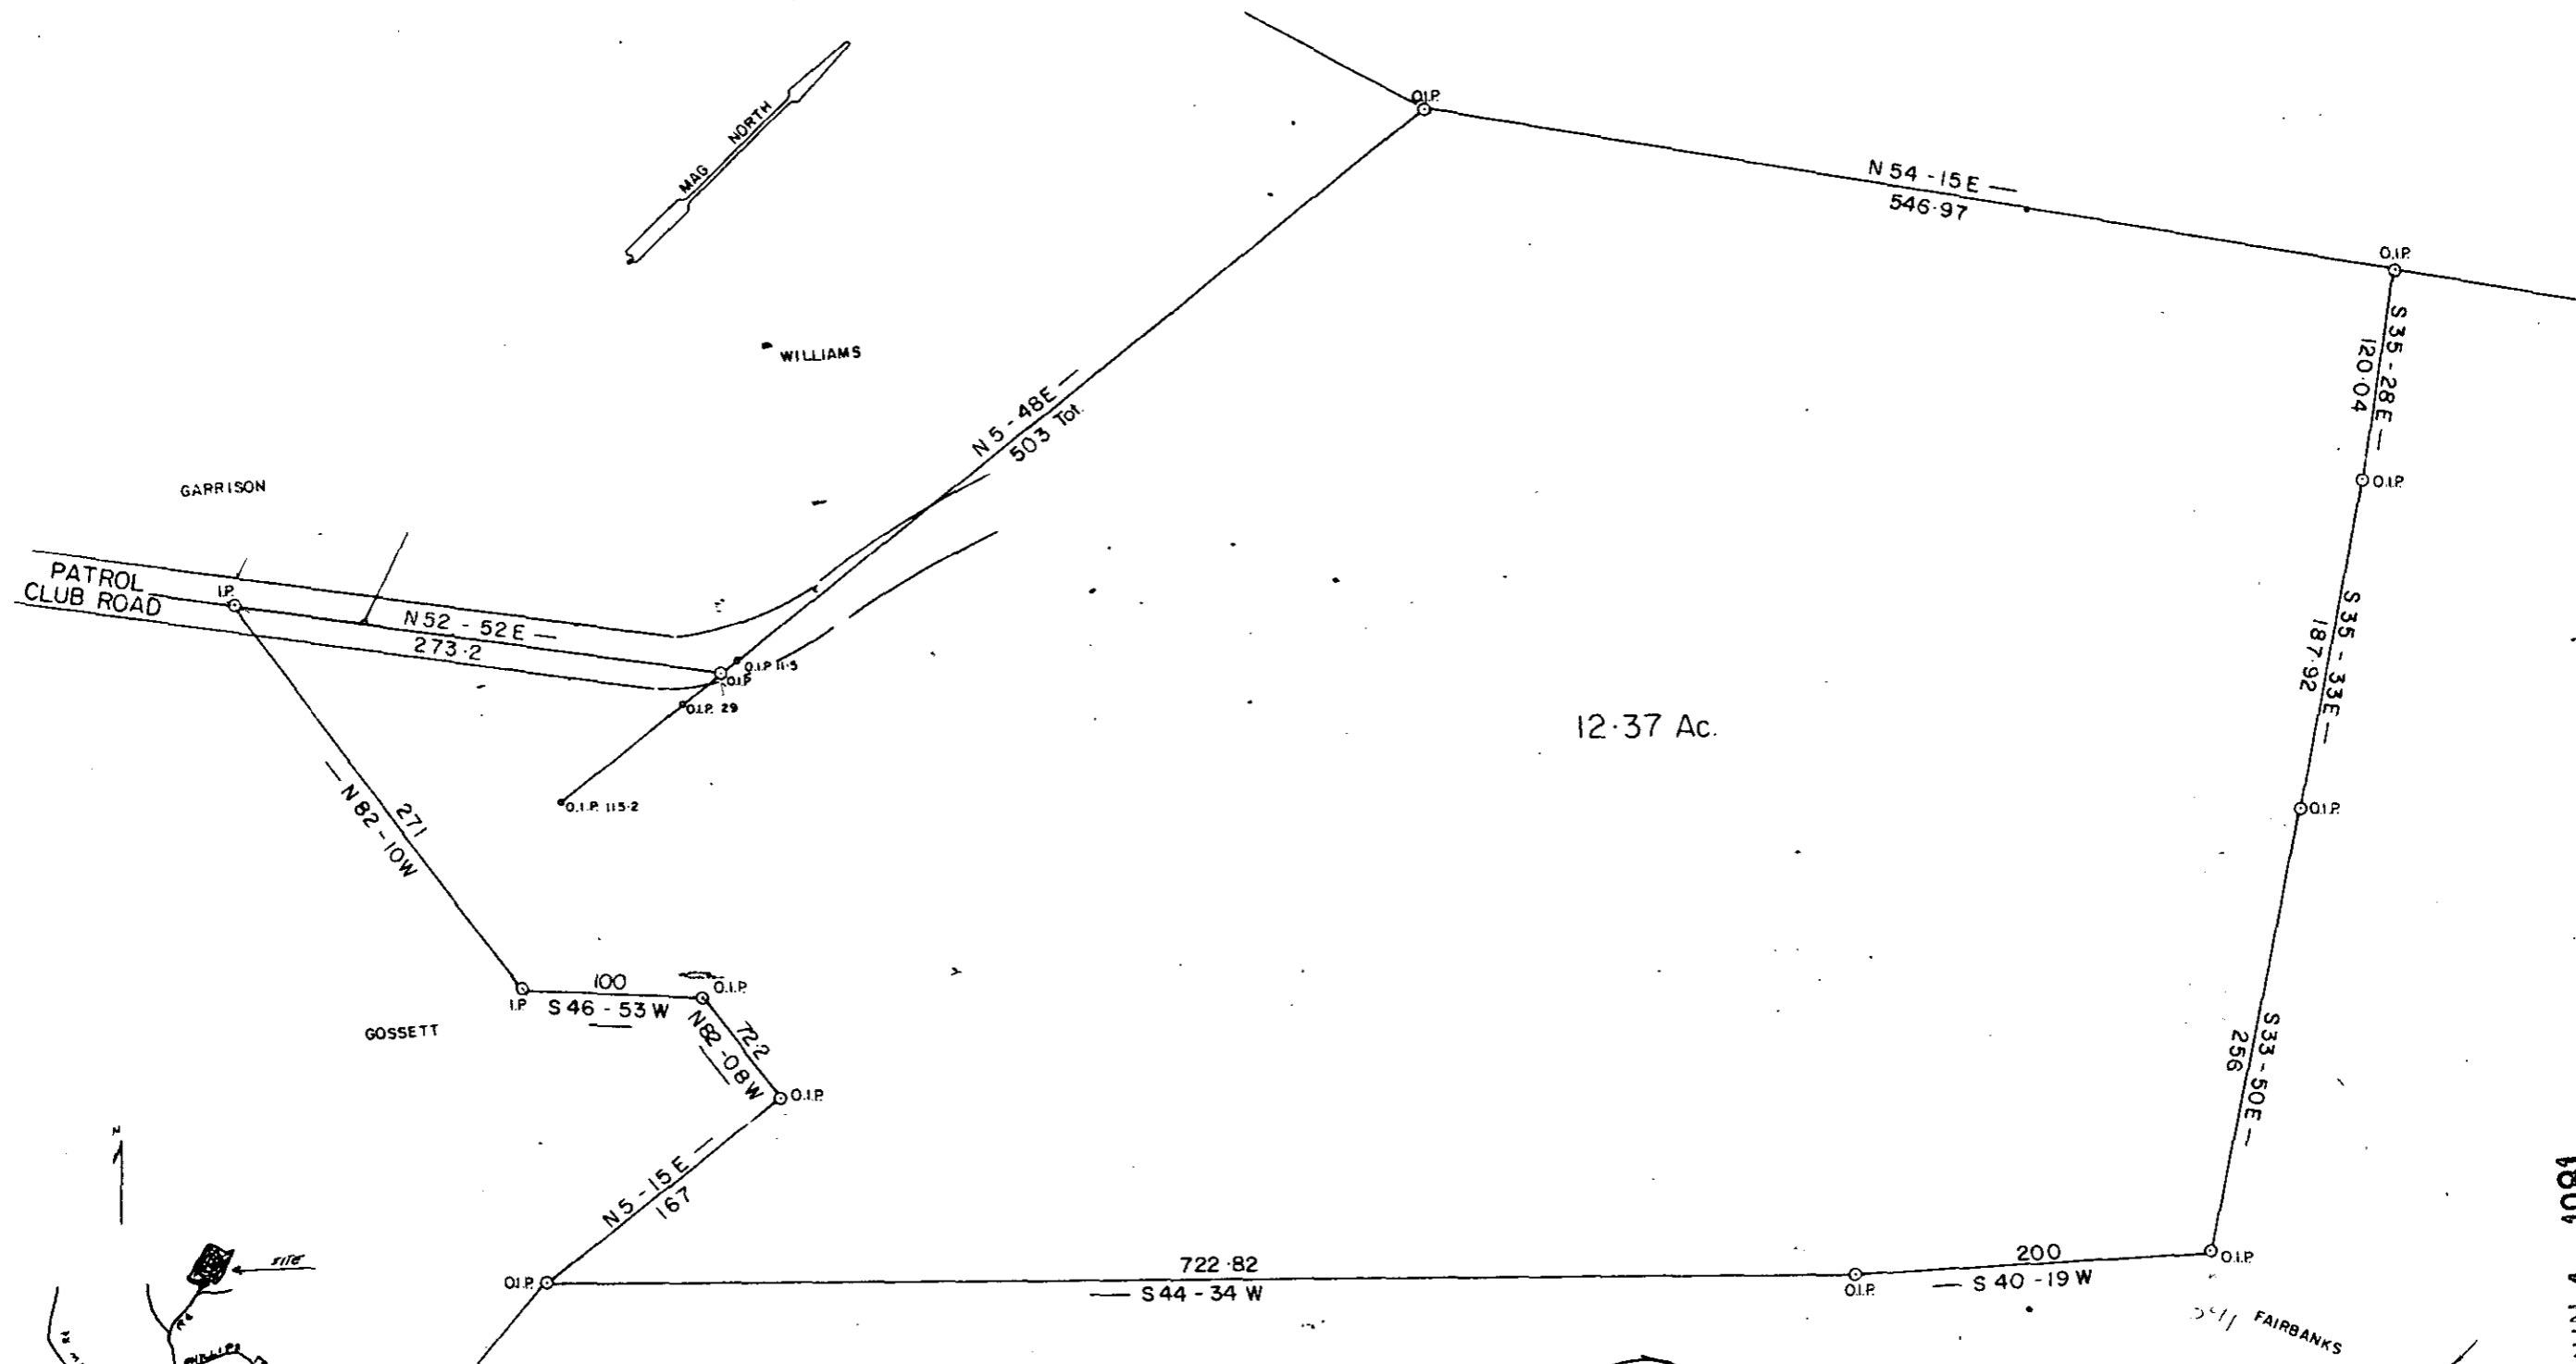 O.I.P.
MAG NORTH
N 54 - 15 E
546.97
O.I.P.
S 35 - 28 E
120.04
WILLIAMS
N 5 - 48 E
503 Tot.
GARRISON
O.I.P.
PATROL
CLUB ROAD
I.P.
N 52 - 52 E
273.2
S 35 - 33 E
187.92
O.I.P. 11.5
O.I.P.
O.I.P. 29
12.37 Ac.
O.I.P. 115.2
O.I.P.
271
N 82 - 10 W
100
O.I.P.
I.P.
S 46 - 53 W
GOSSETT
72.2
N 82 - 08 W
O.I.P.
S 33 - 50 E
256
N
N 5 - 15 E
167
SITE
722.82
200
O.I.P.
O.I.P.
S 44 - 34 W
O.I.P.
S 40 - 19 W
FAIRBANKS
Rd
PHILLIPS